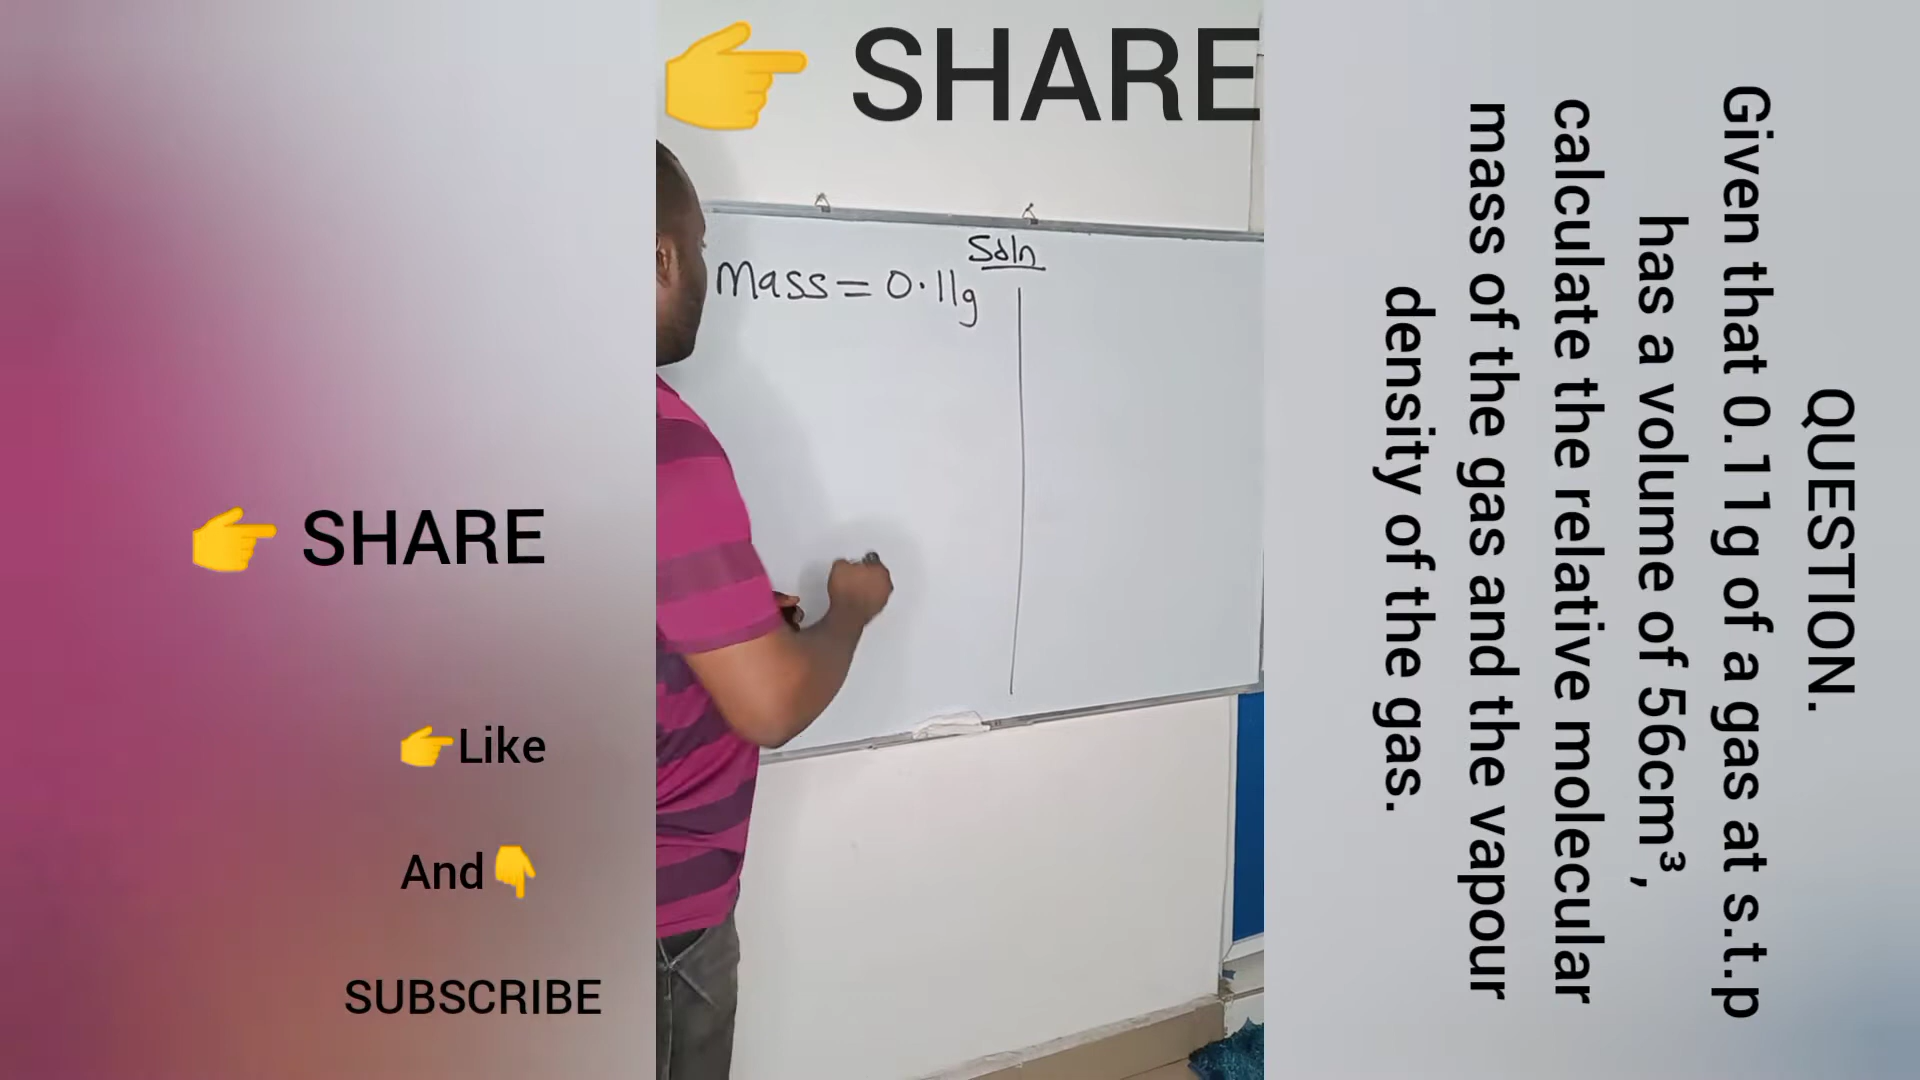 👉 SHARE
Soln
Mass = 0.11g
👉 SHARE
👉Like
And👇
SUBSCRIBE
QUESTION.
Given that 0.11g of a gas at s.t.p
has a volume of 56cm³,
calculate the relative molecular
mass of the gas and the vapour
density of the gas.